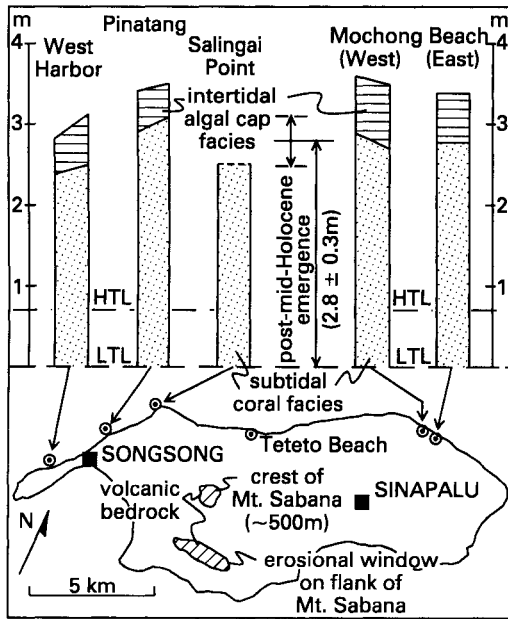 m
m
Pinatang
West
Harbor
Salingai
Point
Mochong Beach
(West) (East)
4
4
intertidal
algal cap
facies
3
3
2
2
1
1
post-mid-Holocene
emergence
(2.8 ± 0.3m)
HTL
HTL
LTL
LTL
subtidal
coral facies
Teteto Beach
SONGSONG
volcanic
bedrock
crest of
Mt. Sabana
(~500m)
SINAPALU
N
5 km
erosional window
on flank of
Mt. Sabana